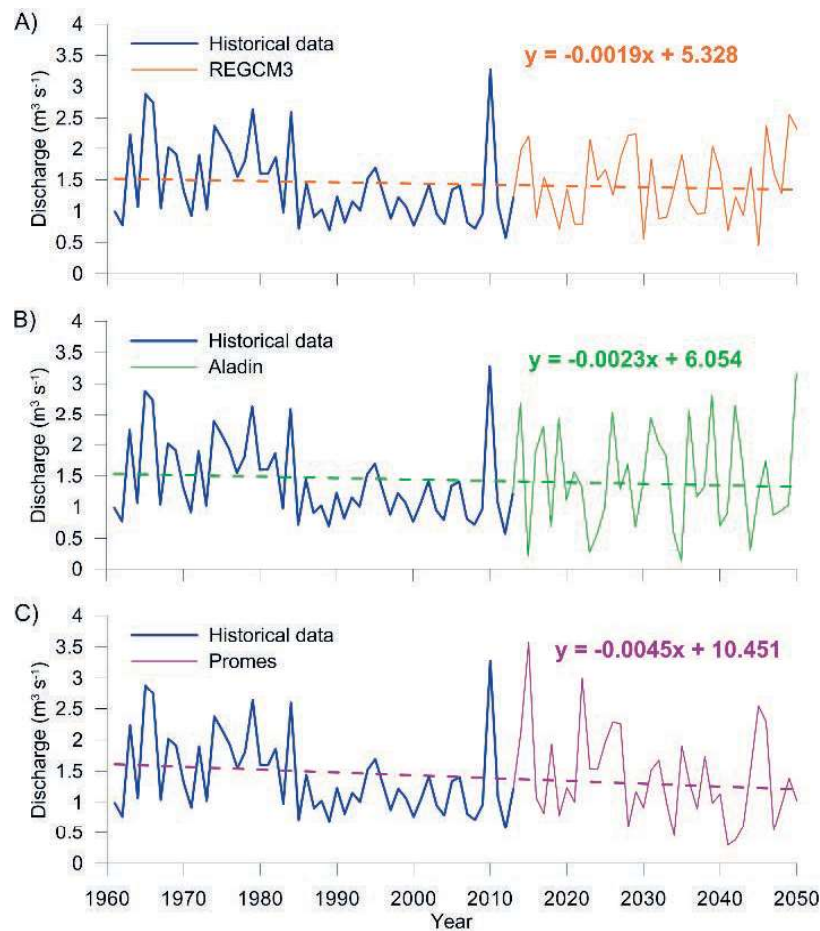 A)
4
3.5
3
2.5
2
1.5
1
0.5
0
Discharge (m³ s⁻¹)
Historical data
REGCM3
y = -0.0019x + 5.328
B)
4
3.5
3
2.5
2
1.5
1
0.5
0
Discharge (m³ s⁻¹)
Historical data
Aladin
y = -0.0023x + 6.054
C)
4
3.5
3
2.5
2
1.5
1
0.5
0
Discharge (m³ s⁻¹)
Historical data
Promes
y = -0.0045x + 10.451
1960 1970 1980 1990 2000 2010 2020 2030 2040 2050
Year